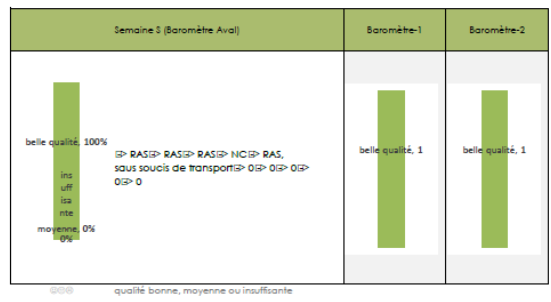 Semaine S (Baromètre Aval)
Baromètre-1
Baromètre-2
belle qualité, 100%
ins
uff
isa
nte
moyenne, 0%
0%
RAS RAS RAS NC RAS,
saus soucis de transport 0 0 0
0 0
belle qualité, 1
belle qualité, 1
qualité bonne, moyenne ou insuffisante